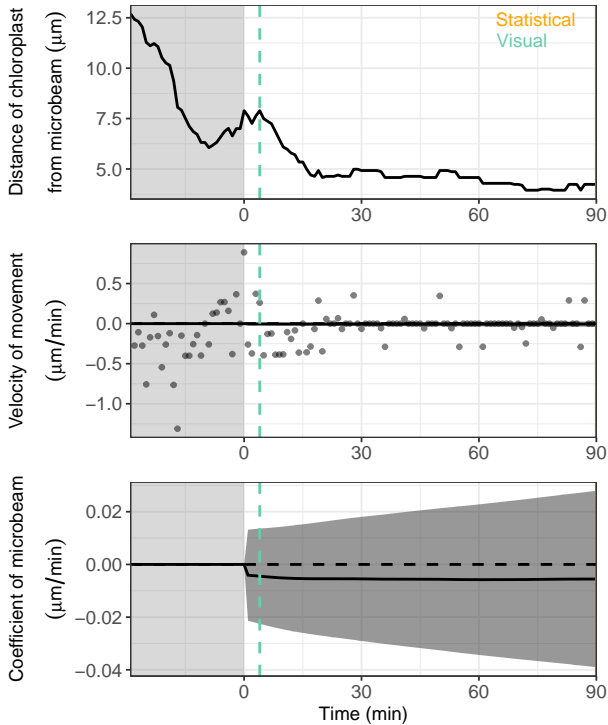 Distance of chloroplast
from microbeam (μm)
12.5
10.0
7.5
5.0
Statistical
Visual
0
30
60
90
Velocity of movement
(μm/min)
0.5
0.0
−0.5
−1.0
0
30
60
90
Coefficient of microbeam
(μm/min)
0.02
0.00
−0.02
−0.04
0
30
60
90
Time (min)